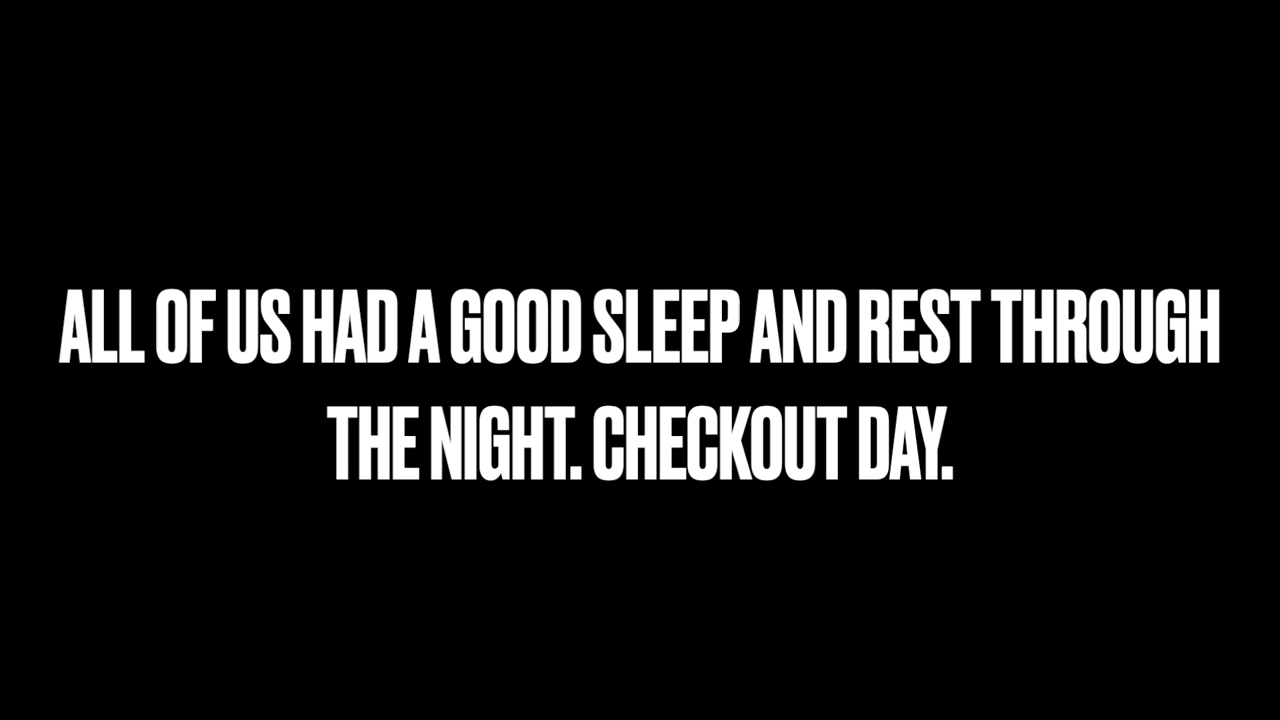 ALL OF US HAD A GOOD SLEEP AND REST THROUGH
THE NIGHT. CHECKOUT DAY.